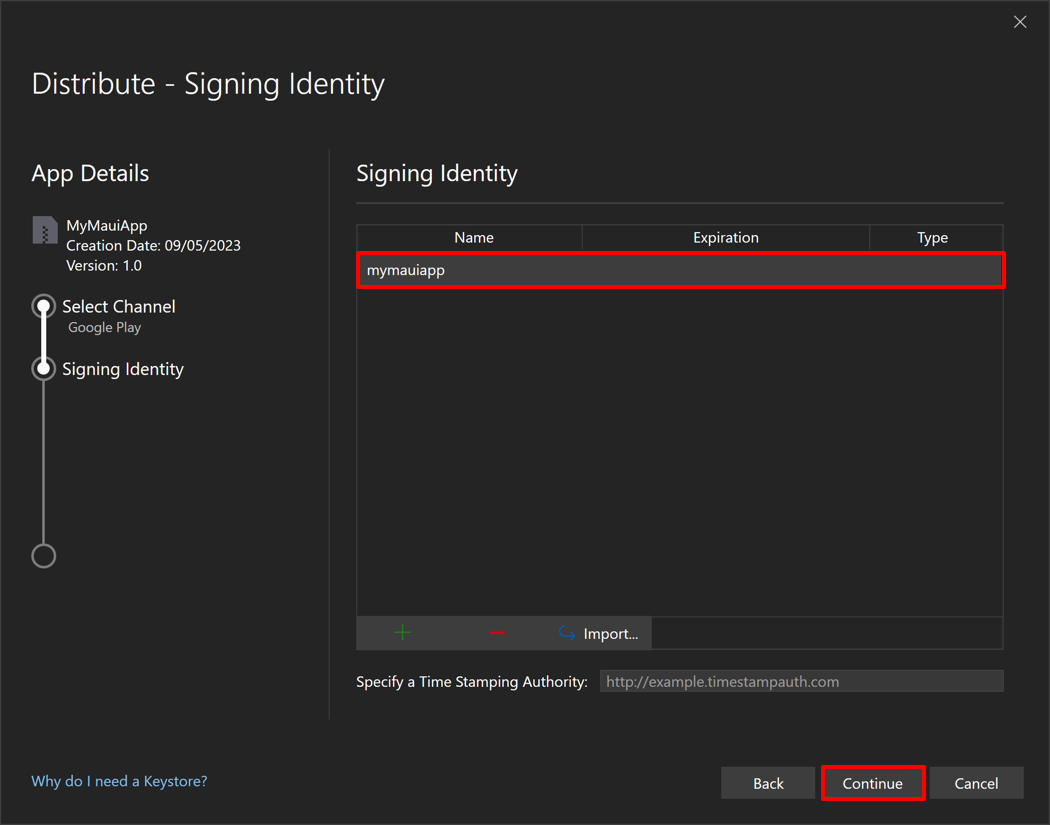 Distribute - Signing Identity
App Details
MyMauiApp
Creation Date: 09/05/2023
Version: 1.0
Select Channel
Google Play
Signing Identity
Signing Identity
Name Expiration Type
mymauiapp
Import...
Specify a Time Stamping Authority: http://example.timestampauth.com
Why do I need a Keystore?
Back Continue Cancel